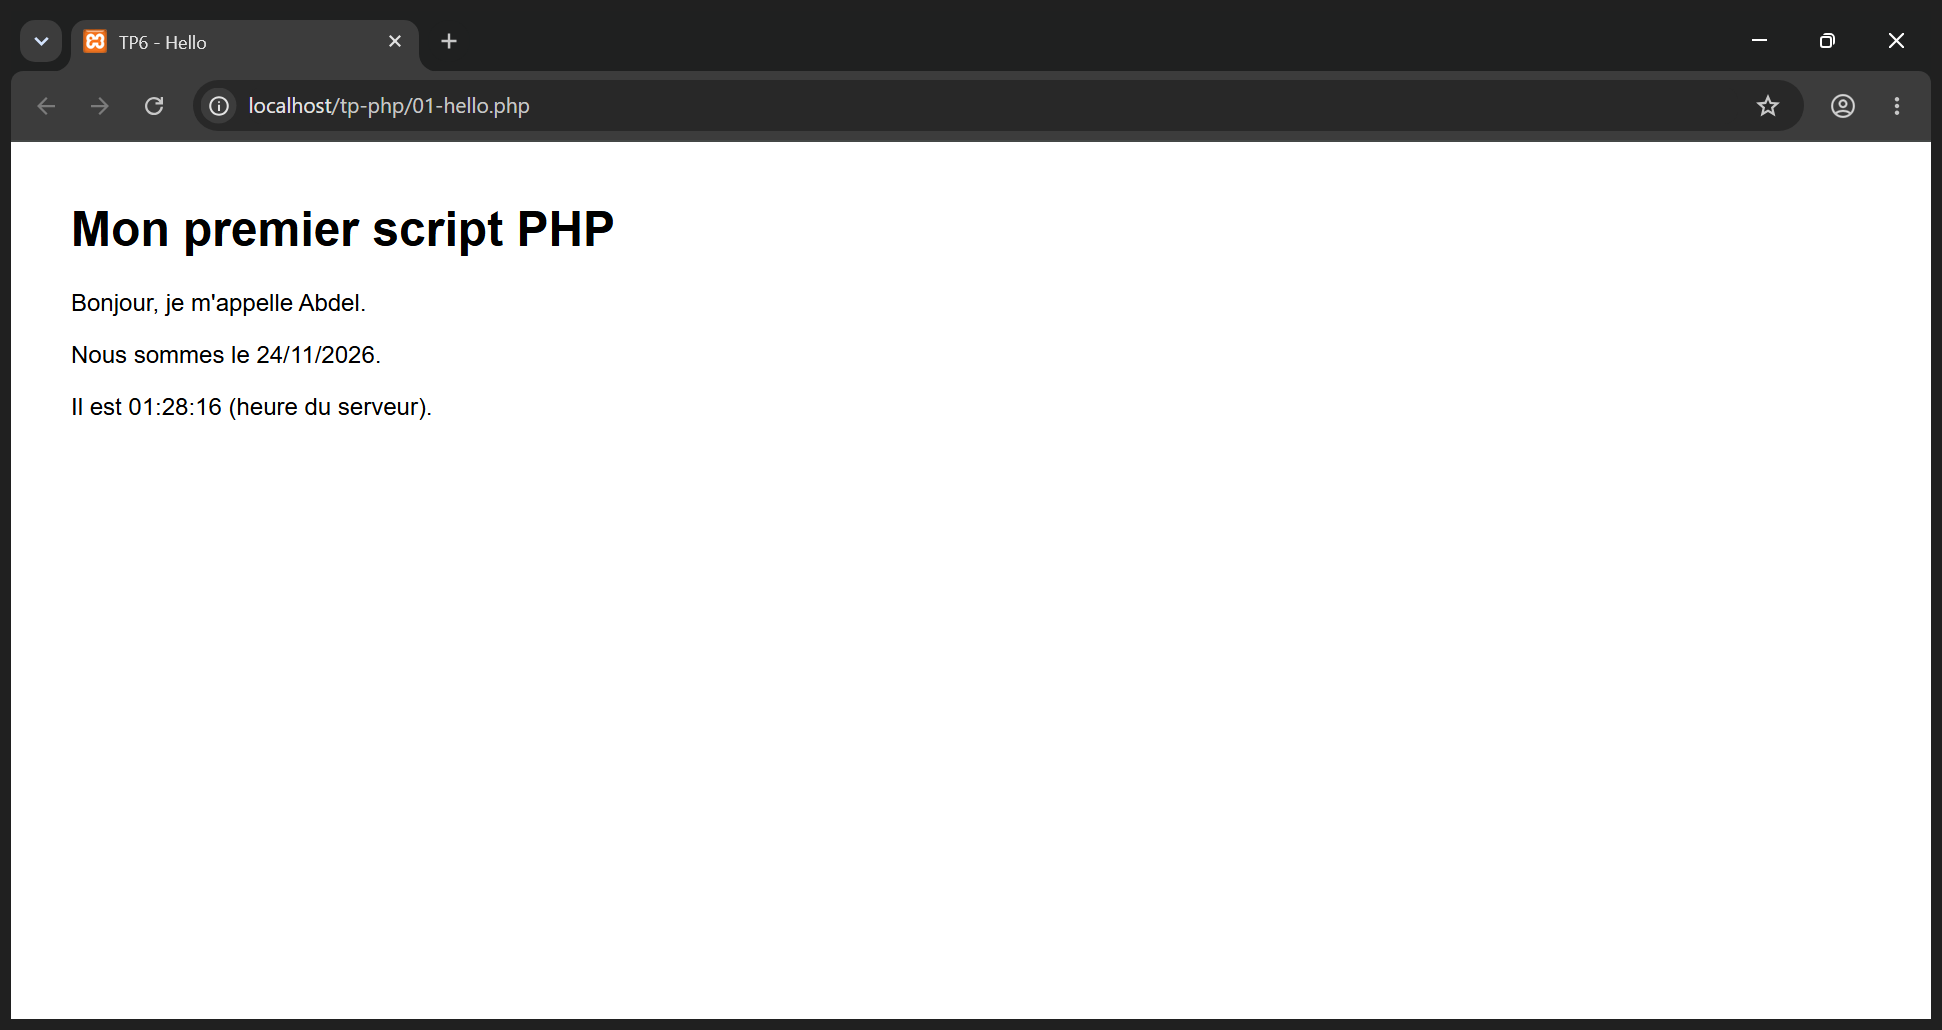 TP6 - Hello
localhost/tp-php/01-hello.php
Mon premier script PHP
Bonjour, je m'appelle Abdel.
Nous sommes le 24/11/2026.
Il est 01:28:16 (heure du serveur).